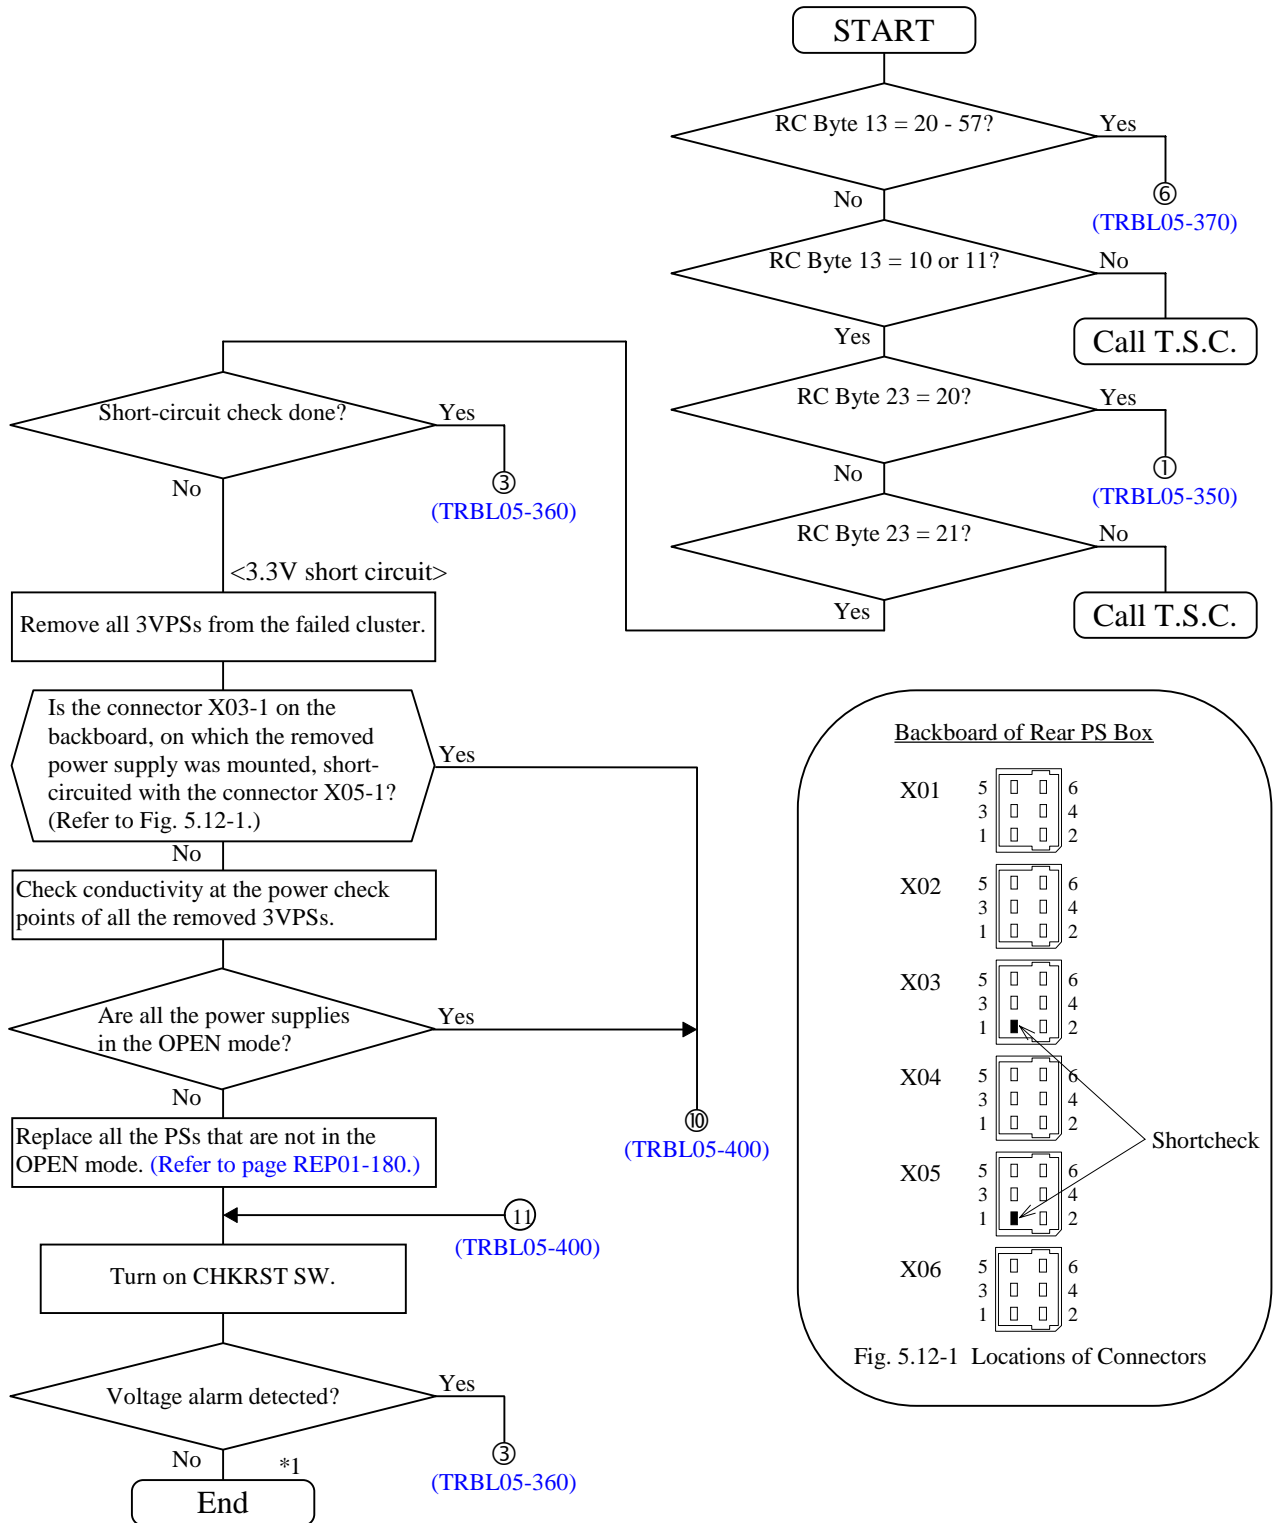 START
RC Byte 13 = 20 - 57?
Yes
No
⑥
(TRBL05-370)
RC Byte 13 = 10 or 11?
No
Yes
Call T.S.C.
RC Byte 23 = 20?
Yes
No
①
(TRBL05-350)
RC Byte 23 = 21?
No
Yes
Call T.S.C.
Short-circuit check done?
Yes
No
③
(TRBL05-360)
<3.3V short circuit>
Remove all 3VPSs from the failed cluster.
Is the connector X03-1 on the
backboard, on which the removed
power supply was mounted, short-
circuited with the connector X05-1?
(Refer to Fig. 5.12-1.)
Yes
No
Check conductivity at the power check
points of all the removed 3VPSs.
Are all the power supplies
in the OPEN mode?
Yes
No
⑩
(TRBL05-400)
Replace all the PSs that are not in the
OPEN mode. (Refer to page REP01-180.)
11
(TRBL05-400)
Turn on CHKRST SW.
Voltage alarm detected?
Yes
No
*1
③
(TRBL05-360)
End
Backboard of Rear PS Box
X01
5 6
3 4
1 2
X02
5 6
3 4
1 2
X03
5 6
3 4
1 2
X04
5 6
3 4
1 2
Shortcheck
X05
5 6
3 4
1 2
X06
5 6
3 4
1 2
Fig. 5.12-1 Locations of Connectors